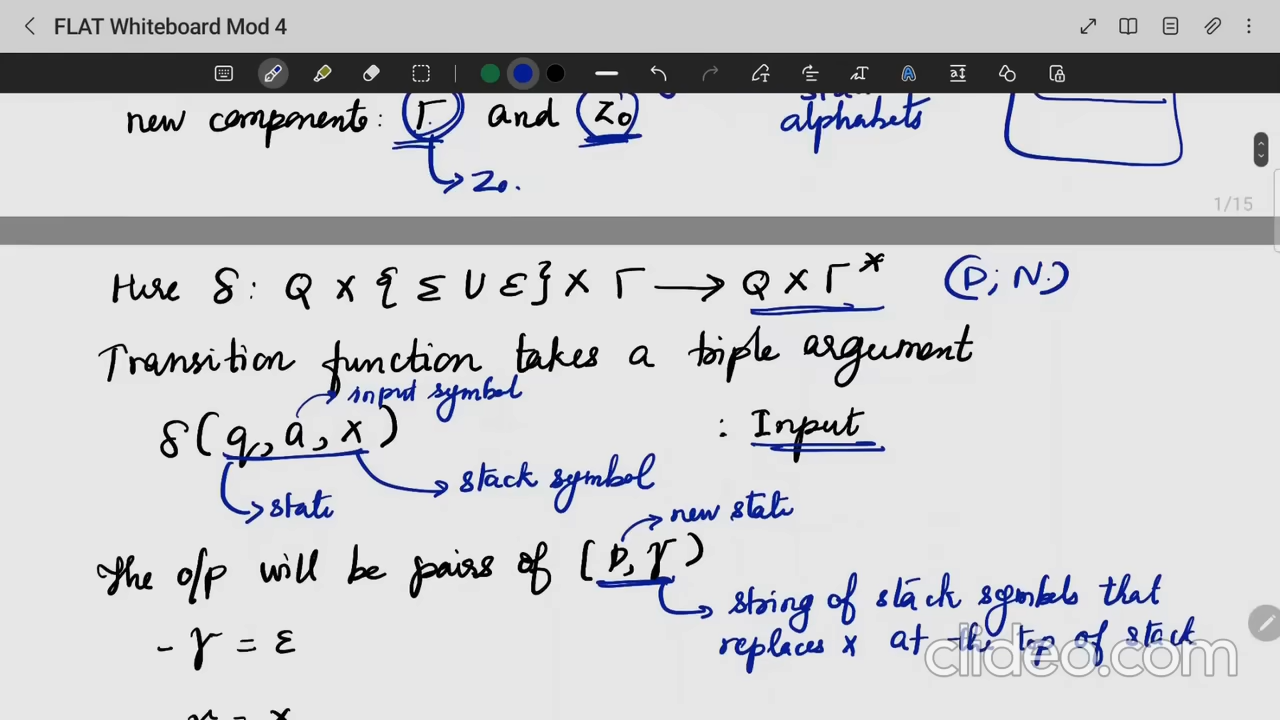 FLAT Whiteboard Mod 4
new components: Γ and Z₀
alphabets
→ Z₀.
1/15
Here δ: Q × { Σ ∪ ε } × Γ ⟶ Q × Γ* (P, N.)
Transition function takes a triple argument
input symbol
δ(q, a, x) : Input
stack symbol
state
new state
The o/p will be pairs of (p, γ)
string of stack symbols that
replaces x at the top of stack
- γ = ε
clideo.com